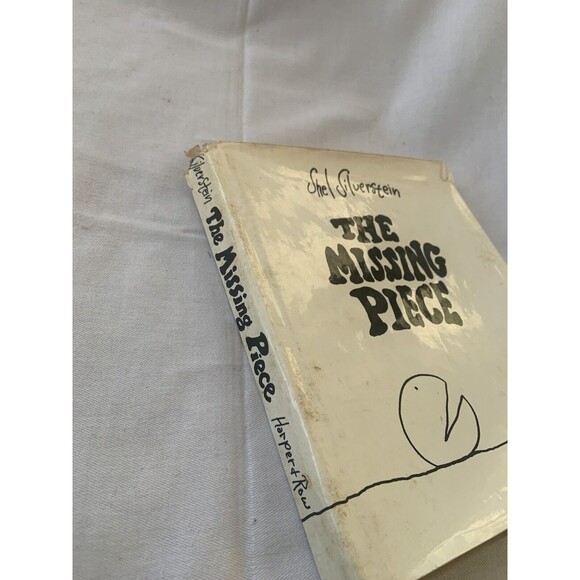 Shel Silverstein
THE
MISSING
PIECE
Silverstein The Missing Piece Harper & Row